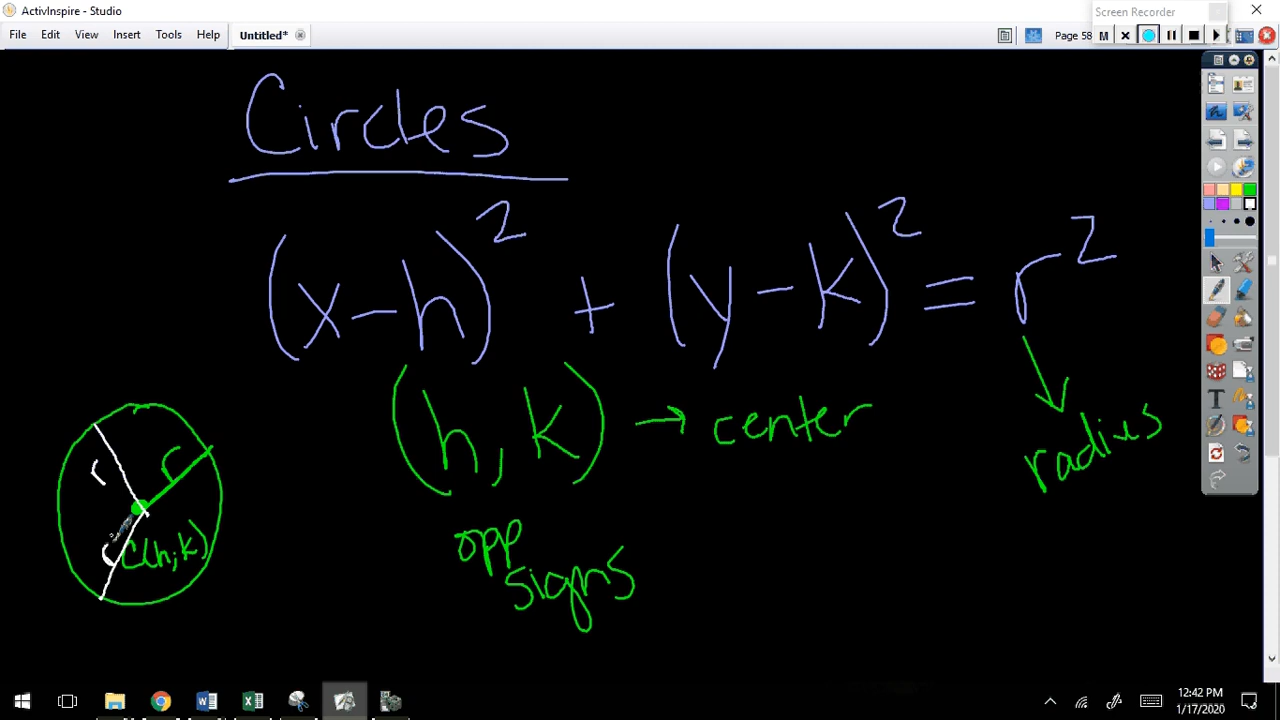 ActivInspire - Studio
Screen Recorder
File Edit View Insert Tools Help Untitled*
Page 58
M
Circles
(x-h)² + (y-k)² = r²
(h, k) → center
radius
r r
r C(h,k)
opp
signs
12:42 PM
1/17/2020